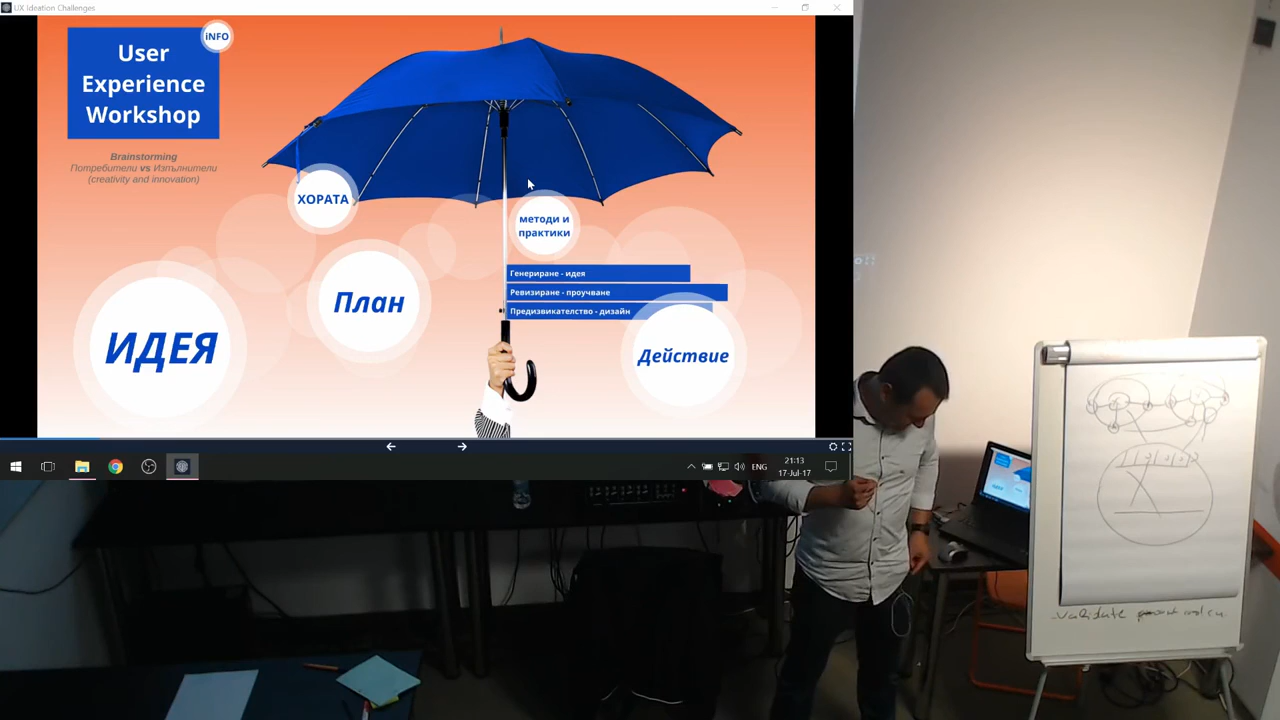 UX Ideation Challenges
iNFO
User
Experience
Workshop
Brainstorming
Потребители vs Изпълнители
(creativity and innovation)
ХОРАТА
методи и
практики
Генериране - идея
Ревизиране - проучване
Предизвикателство - дизайн
План
ИДЕЯ
Действие
ENG
21:13
17-Jul-17
validate